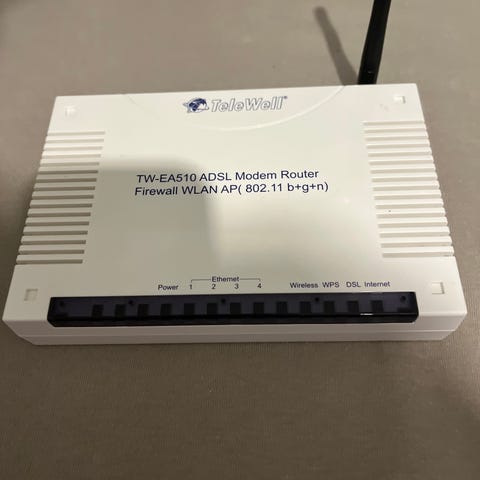 TeleWell®
TW-EA510 ADSL Modem Router
Firewall WLAN AP( 802.11 b+g+n)
Ethernet
Power 1 2 3 4 Wireless WPS DSL Internet